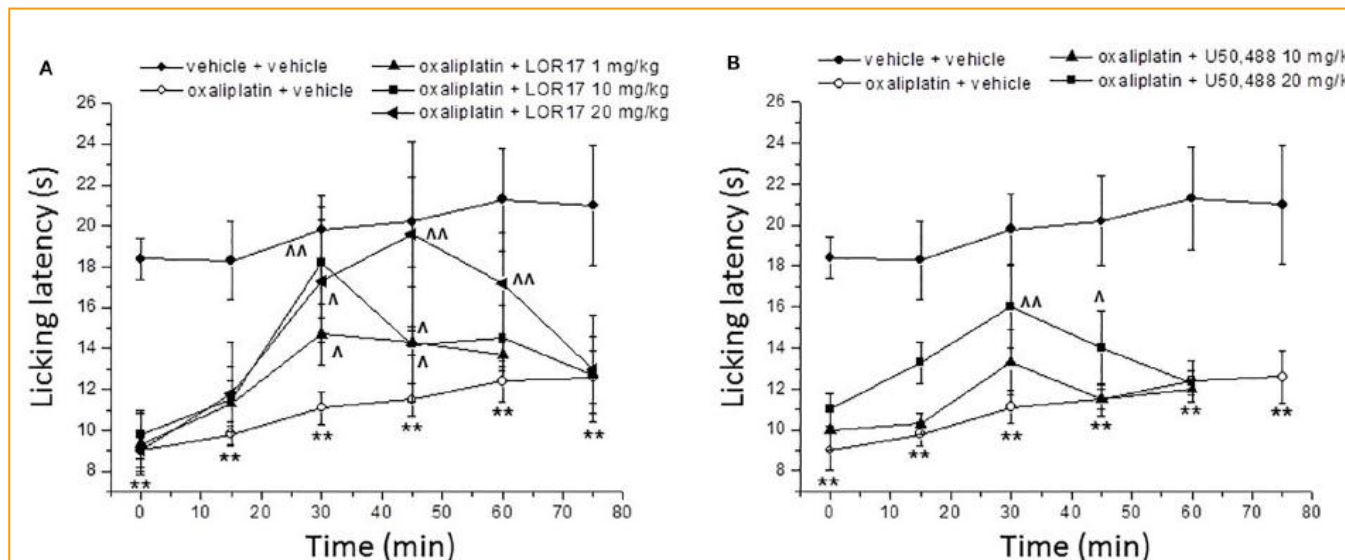 A
vehicle + vehicle
oxaliplatin + vehicle
oxaliplatin + LOR17 1 mg/kg
oxaliplatin + LOR17 10 mg/kg
oxaliplatin + LOR17 20 mg/kg
Licking latency (s)
26
24
22
20
18
16
14
12
10
8
^^
^
^
^
^
^^
^^
**
**
**
**
**
**
0 10 20 30 40 50 60 70 80
Time (min)
B
vehicle + vehicle
oxaliplatin + vehicle
oxaliplatin + U50,488 10 mg/k
oxaliplatin + U50,488 20 mg/k
Licking latency (s)
26
24
22
20
18
16
14
12
10
8
^^
^
**
**
**
**
**
**
0 10 20 30 40 50 60 70 80
Time (min)